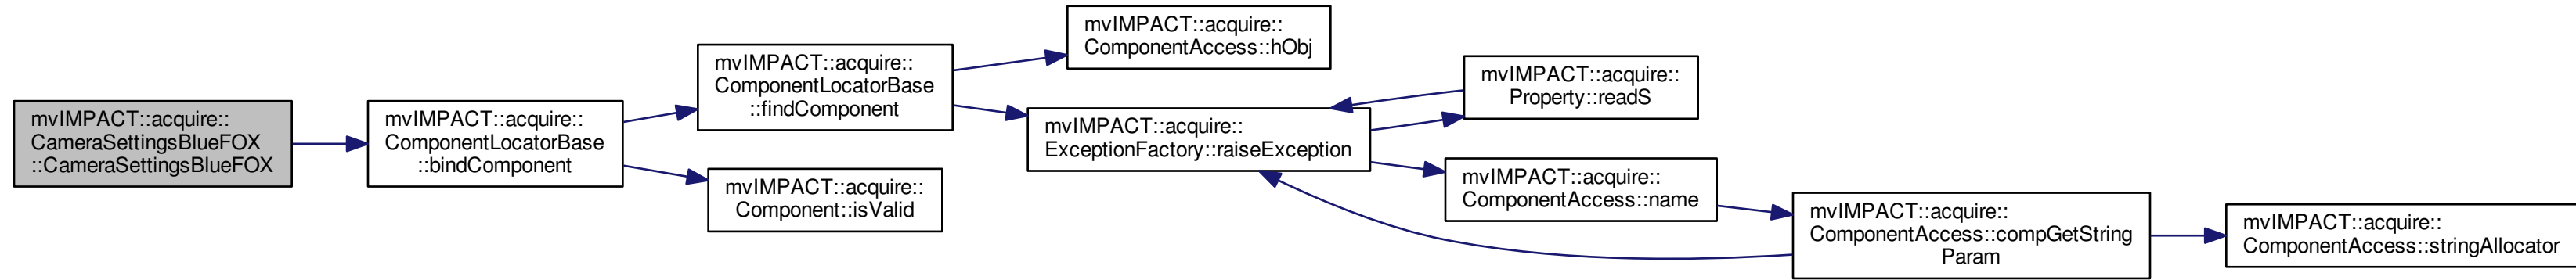 mvIMPACT::acquire::
CameraSettingsBlueFOX
::CameraSettingsBlueFOX
mvIMPACT::acquire::
ComponentLocatorBase
::bindComponent
mvIMPACT::acquire::
ComponentLocatorBase
::findComponent
mvIMPACT::acquire::
Component::isValid
mvIMPACT::acquire::
ComponentAccess::hObj
mvIMPACT::acquire::
ExceptionFactory::raiseException
mvIMPACT::acquire::
Property::readS
mvIMPACT::acquire::
ComponentAccess::name
mvIMPACT::acquire::
ComponentAccess::compGetString
Param
mvIMPACT::acquire::
ComponentAccess::stringAllocator